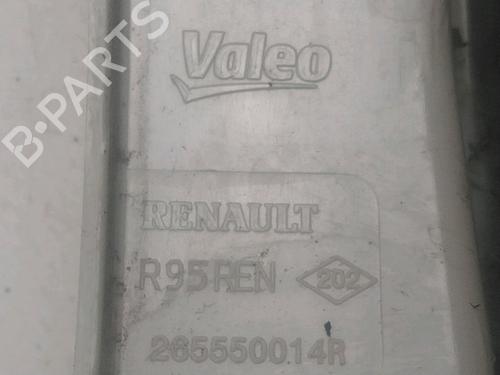 Valeo
B-PARTS
RENAULT
R95REN 202
265550014R